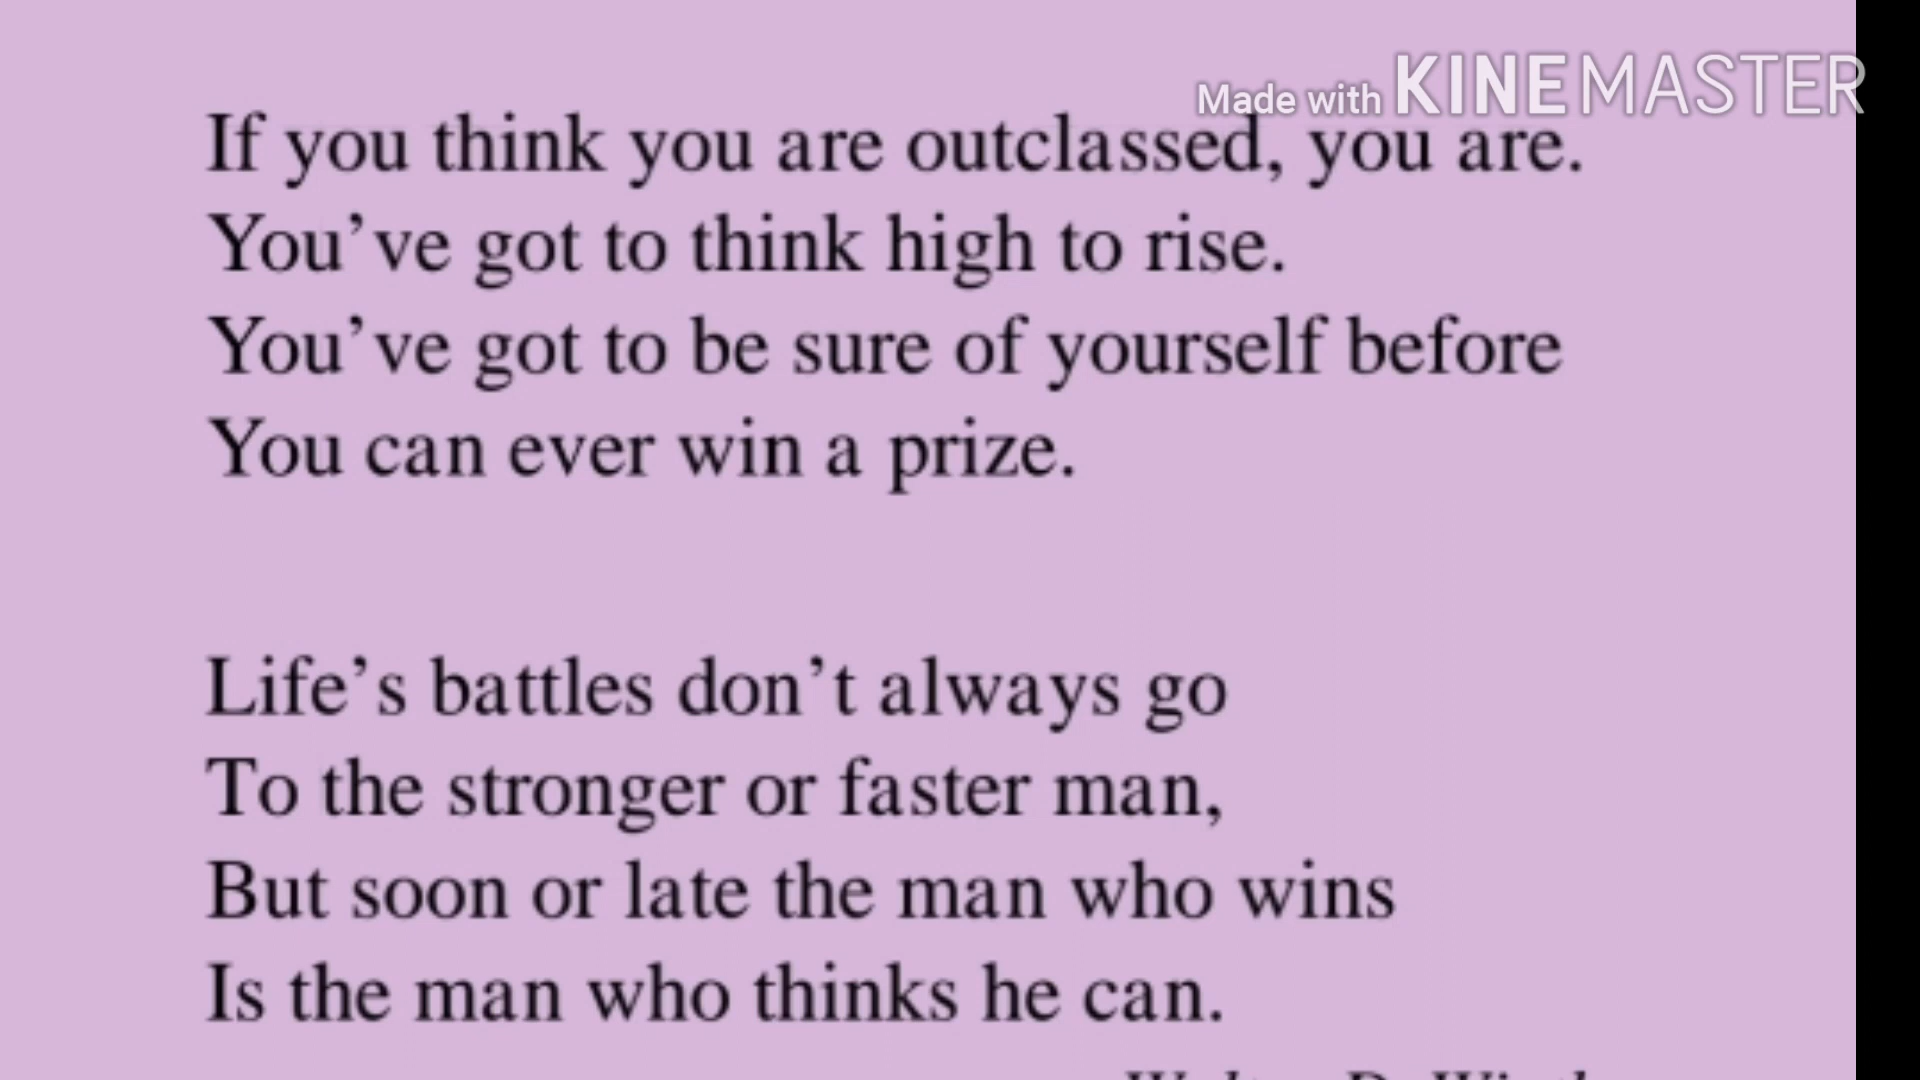 Made with KINEMASTER
If you think you are outclassed, you are.
You've got to think high to rise.
You've got to be sure of yourself before
You can ever win a prize.
Life's battles don't always go
To the stronger or faster man,
But soon or late the man who wins
Is the man who thinks he can.